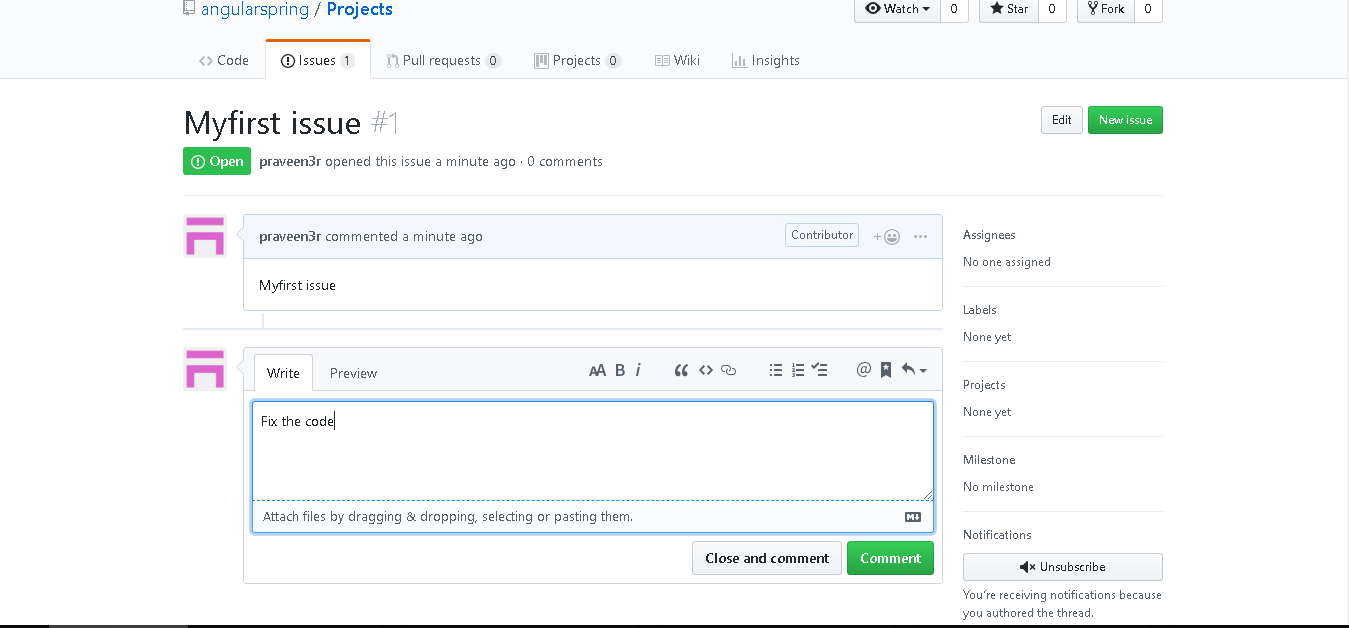 angularspring / Projects
Watch 0 Star 0 Fork 0
Code Issues 1 Pull requests 0 Projects 0 Wiki Insights
Myfirst issue #1
Edit New issue
Open praveen3r opened this issue a minute ago · 0 comments
praveen3r commented a minute ago Contributor
Myfirst issue
Write Preview
Fix the code
Attach files by dragging & dropping, selecting or pasting them.
Close and comment Comment
Assignees
No one assigned
Labels
None yet
Projects
None yet
Milestone
No milestone
Notifications
Unsubscribe
You're receiving notifications because
you authored the thread.